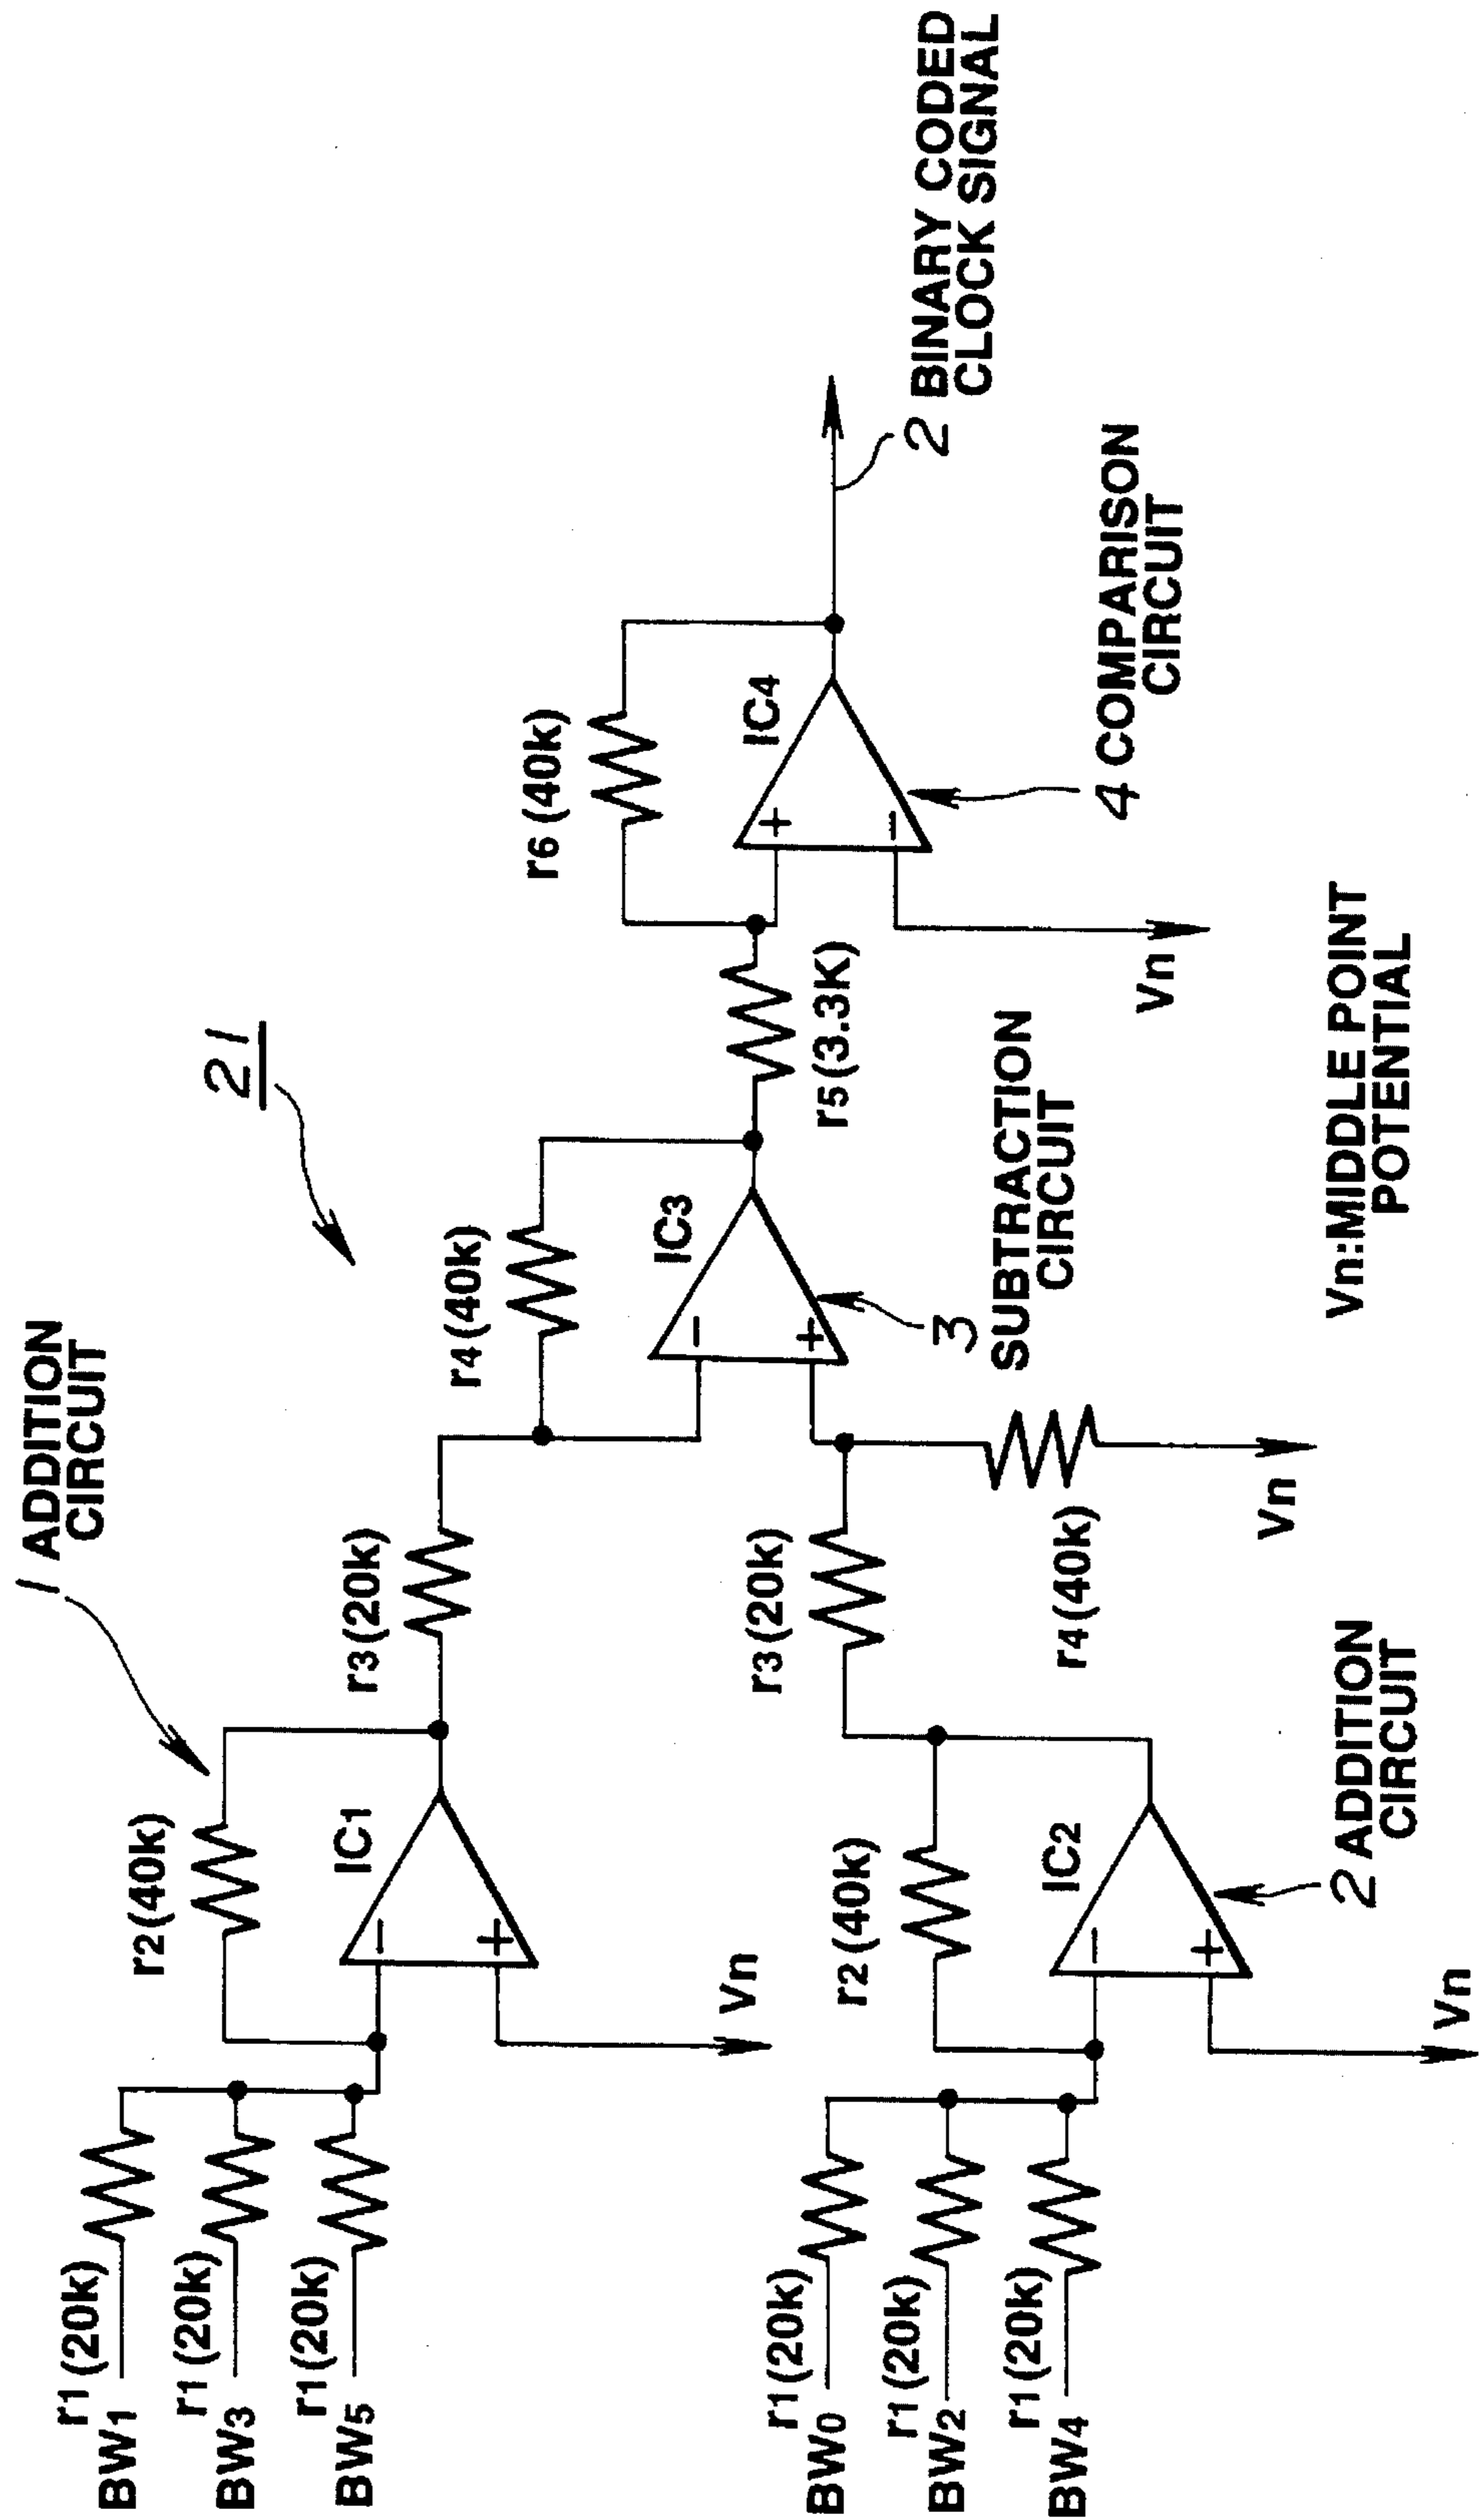 21
1 ADDITION
CIRCUIT
r2(40k)
IC1
r1(20k)
BW1
r1(20k)
BW3
r1(20k)
BW5
Vn
r3(20k)
r4(40k)
IC3
3
SUBTRACTION
CIRCUIT
r3(20k)
r4(40k)
Vn
r2(40k)
IC2
r1(20k)
BW0
r1(20k)
BW2
r1(20k)
BW4
Vn
2 ADDITION
CIRCUIT
r5(3.3K)
r6(40k)
IC4
Vn
4 COMPARISON
CIRCUIT
2 BINARY CODED
CLOCK SIGNAL
Vn:MIDDLE POINT
POTENTIAL
+
−
+
−
+
−
+
−